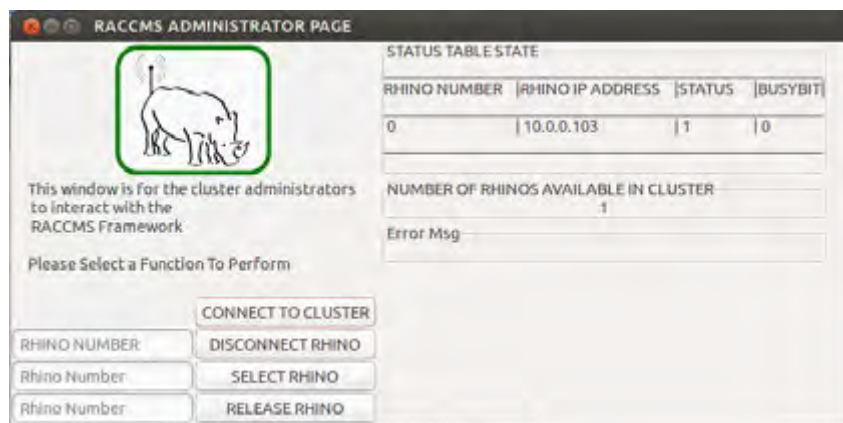 RACCMS ADMINISTRATOR PAGE
This window is for the cluster administrators
to interact with the
RACCMS Framework
Please Select a Function To Perform
CONNECT TO CLUSTER
RHINO NUMBER DISCONNECT RHINO
Rhino Number SELECT RHINO
Rhino Number RELEASE RHINO
STATUS TABLE STATE
RHINO NUMBER |RHINO IP ADDRESS |STATUS |BUSYBIT|
0 | 10.0.0.103 | 1 | 0
NUMBER OF RHINOS AVAILABLE IN CLUSTER
1
Error Msg